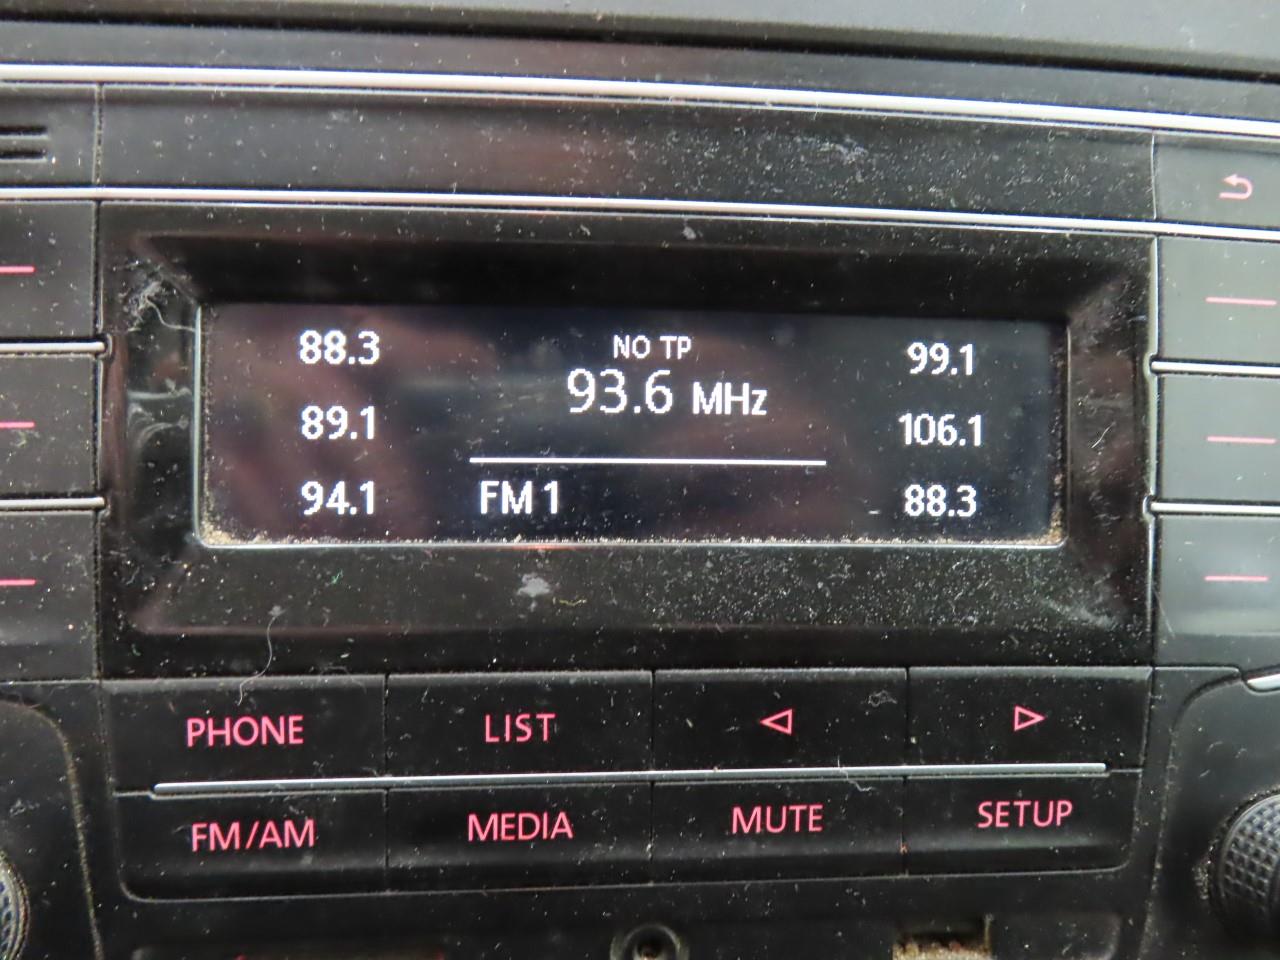 NO TP
88.3 93.6 MHz 99.1
89.1 106.1
94.1 FM 1 88.3
PHONE LIST
FM/AM MEDIA MUTE SETUP